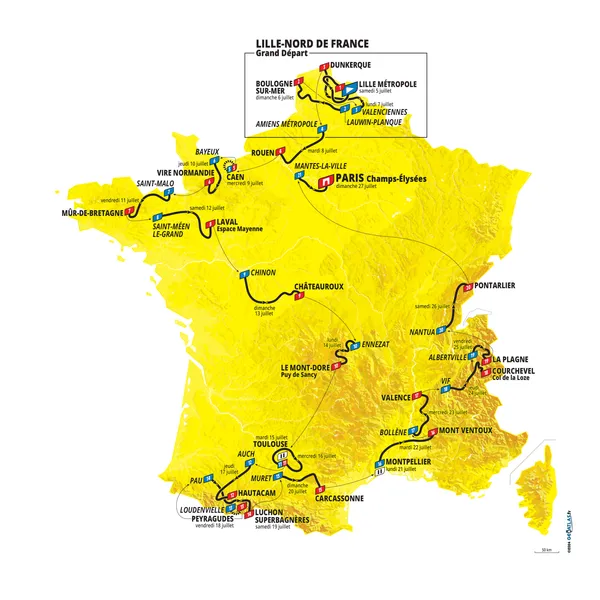 LILLE-NORD DE FRANCE
Grand Départ
DUNKERQUE
BOULOGNE
SUR-MER
dimanche 6 juillet
LILLE MÉTROPOLE
samedi 5 juillet
lundi 7 juillet
VALENCIENNES
LAUWIN-PLANQUE
AMIENS MÉTROPOLE
BAYEUX
jeudi 10 juillet
ROUEN
mardi 8 juillet
MANTES-LA-VILLE
VIRE NORMANDIE
CAEN
mercredi 9 juillet
PARIS Champs-Élysées
dimanche 27 juillet
SAINT-MALO
vendredi 11 juillet
samedi 12 juillet
MÛR-DE-BRETAGNE
SAINT-MÉEN
LE-GRAND
LAVAL
Espace Mayenne
CHINON
CHÂTEAUROUX
dimanche
13 juillet
PONTARLIER
samedi 26 juillet
NANTUA
lundi
14 juillet
ENNEZAT
vendredi
25 juillet
ALBERTVILLE
LA PLAGNE
LE MONT-DORE
Puy de Sancy
COURCHEVEL
Col de la Loze
VIF
VALENCE
mercredi 23 juillet
BOLLÈNE
MONT VENTOUX
mardi 22 juillet
mardi 15 juillet
TOULOUSE
mercredi 16 juillet
AUCH
jeudi
17 juillet
MONTPELLIER
lundi 21 juillet
PAU
MURET
dimanche
20 juillet
CARCASSONNE
HAUTACAM
LOUDENVIELLE
PEYRAGUDES
vendredi 18 juillet
LUCHON
SUPERBAGNÈRES
samedi 19 juillet
50 km
©2024 GEOATLAS.fr